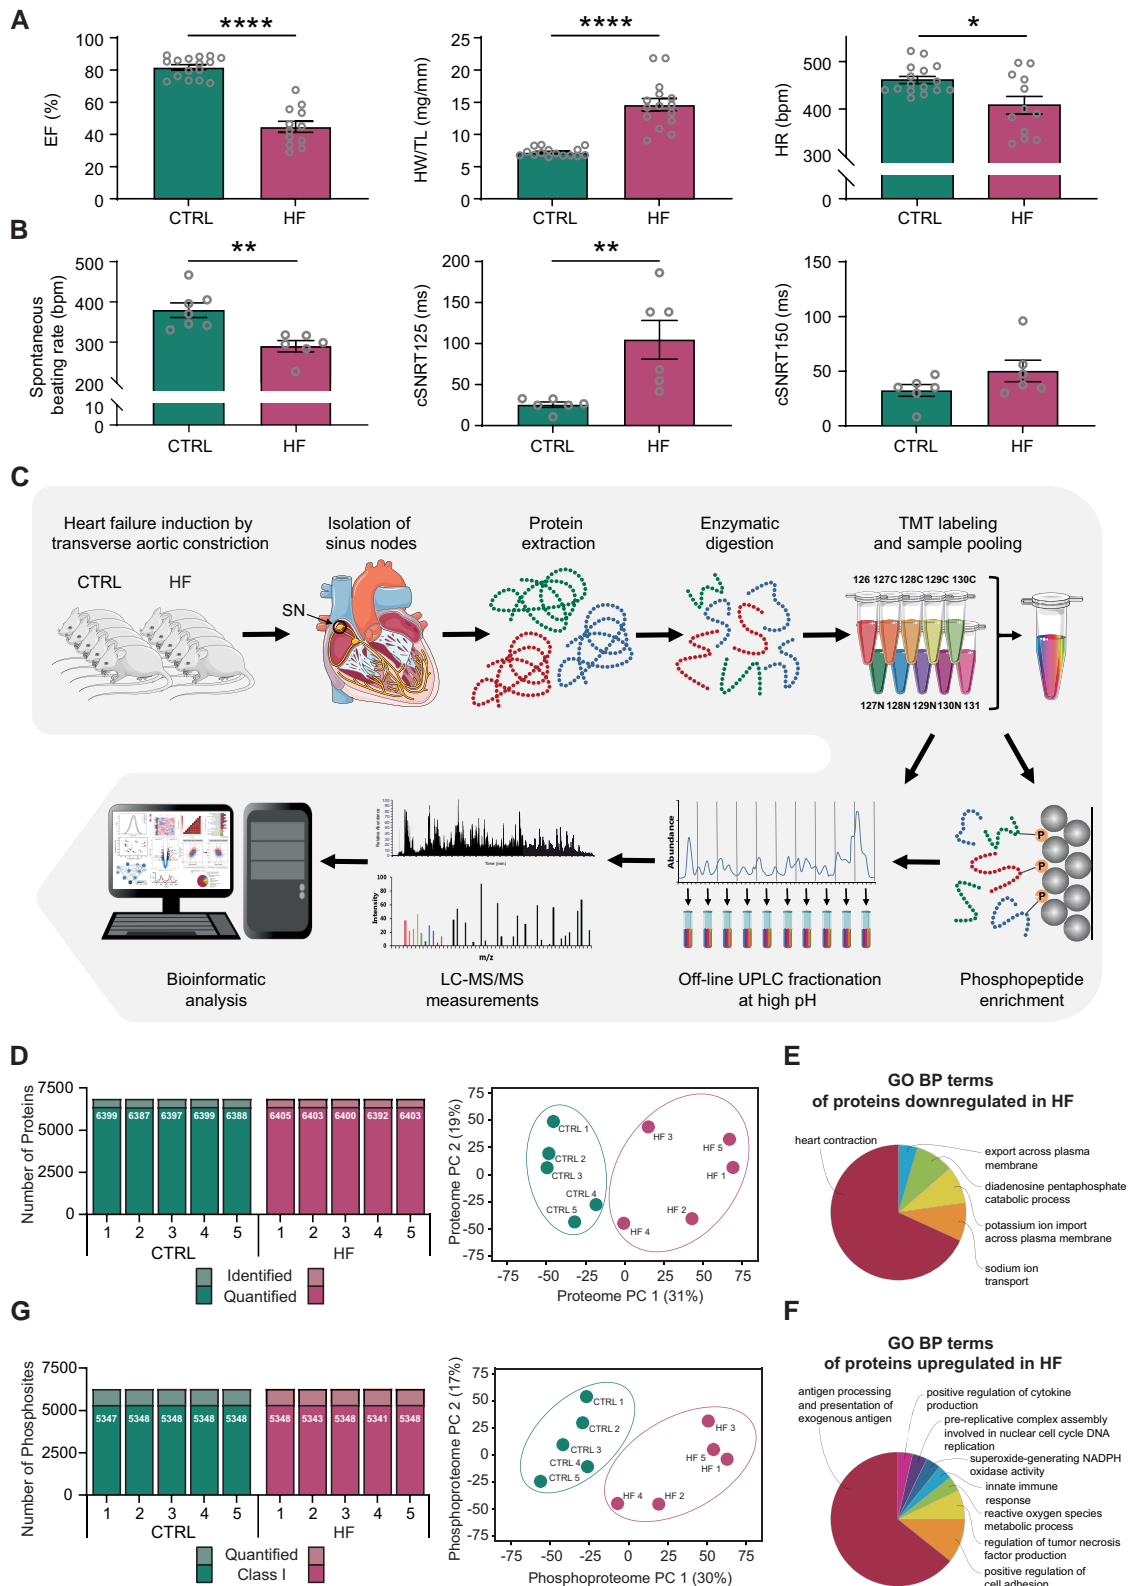 A
****
100
80
60
40
20
0
EF (%)
CTRL
HF
****
25
20
15
10
5
0
HW/TL (mg/mm)
CTRL
HF
*
500
400
300
0
HR (bpm)
CTRL
HF
B
**
500
400
300
200
10
0
Spontaneous
beating rate (bpm)
CTRL
HF
**
200
150
100
50
0
cSNRT125 (ms)
CTRL
HF
150
100
50
0
cSNRT150 (ms)
CTRL
HF
C
Heart failure induction by
transverse aortic constriction
CTRL
HF
Isolation of
sinus nodes
SN
Protein
extraction
Enzymatic
digestion
TMT labeling
and sample pooling
126 127C 128C 129C 130C
127N 128N 129N 130N 131
P
P
P
Phosphopeptide
enrichment
Abundance
Off-line UPLC fractionation
at high pH
Relative Abundance
Time (min)
100
80
60
40
20
0
Intensity
m/z
LC-MS/MS
measurements
Bioinformatic
analysis
D
7500
5000
2500
0
Number of Proteins
6399 6387 6397 6399 6388
6405 6403 6400 6392 6403
1 2 3 4 5
1 2 3 4 5
CTRL
HF
Identified
Quantified
75
50
25
0
-25
-50
-75
Proteome PC 2 (19%)
CTRL 1
CTRL 2
CTRL 3
CTRL 4
CTRL 5
HF 3
HF 5
HF 1
HF 2
HF 4
-75 -50 -25 0 25 50 75
Proteome PC 1 (31%)
E
GO BP terms
of proteins downregulated in HF
heart contraction
export across plasma
membrane
diadenosine pentaphosphate
catabolic process
potassium ion import
across plasma membrane
sodium ion
transport
G
7500
5000
2500
0
Number of Phosphosites
5347 5348 5348 5348 5348
5348 5343 5348 5341 5348
1 2 3 4 5
1 2 3 4 5
CTRL
HF
Quantified
Class I
75
50
25
0
-25
-50
-75
Phosphoproteome PC 2 (17%)
CTRL 1
CTRL 2
CTRL 3
CTRL 4
CTRL 5
HF 3
HF 5
HF 1
HF 4
HF 2
-75 -50 -25 0 25 50 75
Phosphoproteome PC 1 (30%)
F
GO BP terms
of proteins upregulated in HF
antigen processing
and presentation of
exogenous antigen
positive regulation of cytokine
production
pre-replicative complex assembly
involved in nuclear cell cycle DNA
replication
superoxide-generating NADPH
oxidase activity
innate immune
response
reactive oxygen species
metabolic process
regulation of tumor necrosis
factor production
positive regulation of
cell adhesion